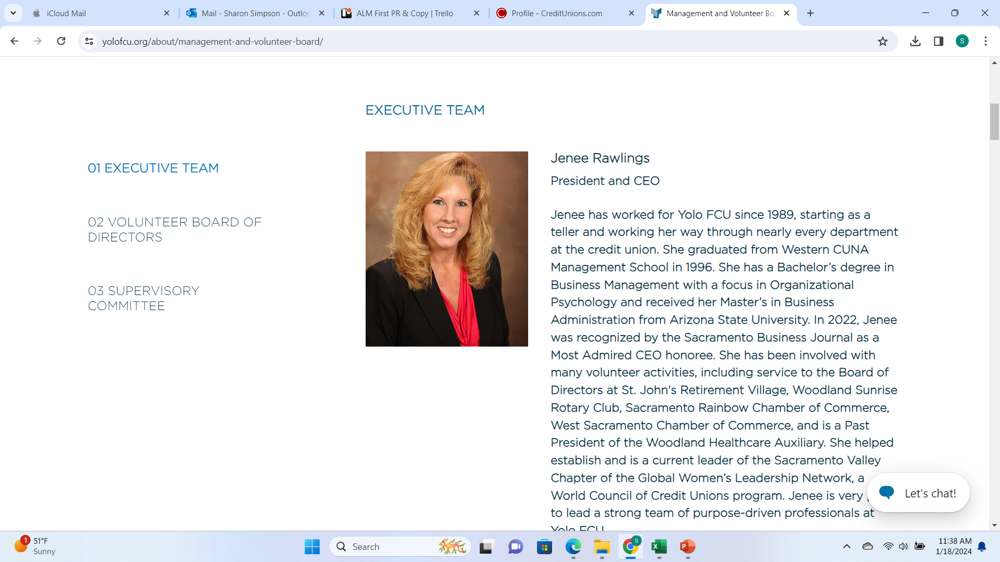 iCloud Mail
Mail - Sharon Simpson - Outlo
ALM First PR & Copy | Trello
Profile - CreditUnions.com
Management and Volunteer Bo
yolofcu.org/about/management-and-volunteer-board/
S
EXECUTIVE TEAM
01 EXECUTIVE TEAM
02 VOLUNTEER BOARD OF
DIRECTORS
03 SUPERVISORY
COMMITTEE
Jenee Rawlings
President and CEO
Jenee has worked for Yolo FCU since 1989, starting as a
teller and working her way through nearly every department
at the credit union. She graduated from Western CUNA
Management School in 1996. She has a Bachelor’s degree in
Business Management with a focus in Organizational
Psychology and received her Master’s in Business
Administration from Arizona State University. In 2022, Jenee
was recognized by the Sacramento Business Journal as a
Most Admired CEO honoree. She has been involved with
many volunteer activities, including service to the Board of
Directors at St. John's Retirement Village, Woodland Sunrise
Rotary Club, Sacramento Rainbow Chamber of Commerce,
West Sacramento Chamber of Commerce, and is a Past
President of the Woodland Healthcare Auxiliary. She helped
establish and is a current leader of the Sacramento Valley
Chapter of the Global Women’s Leadership Network, a
World Council of Credit Unions program. Jenee is very
to lead a strong team of purpose-driven professionals at
Yolo FCU
Let's chat!
1
51°F
Sunny
Search
S
11:38 AM
1/18/2024